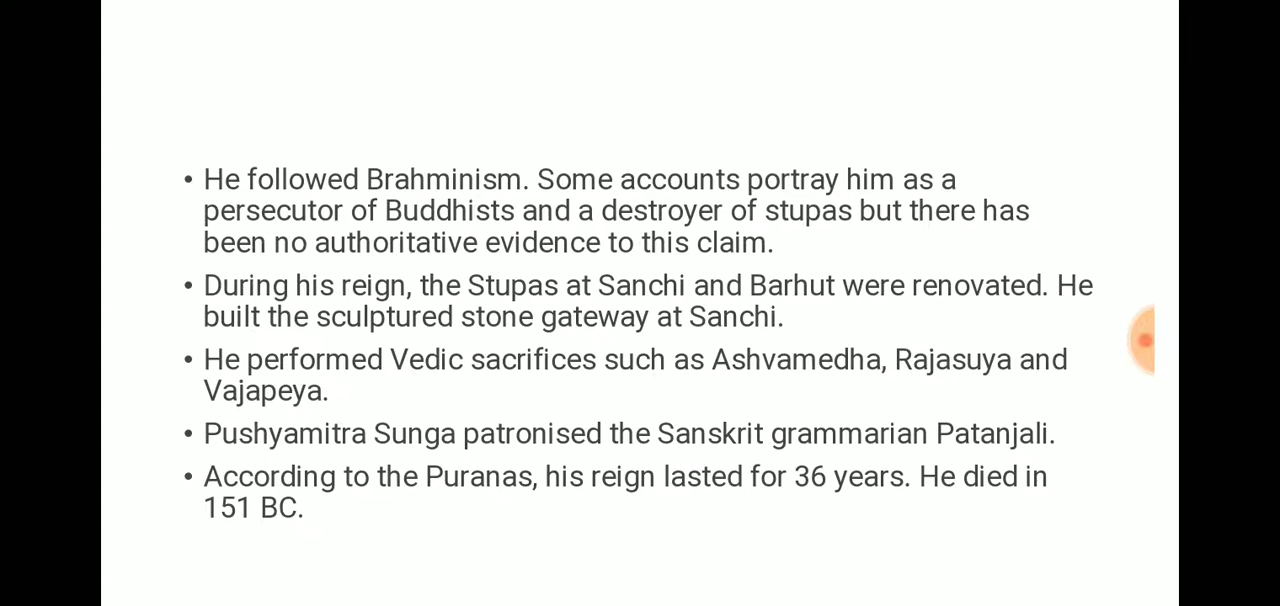 • He followed Brahminism. Some accounts portray him as a
persecutor of Buddhists and a destroyer of stupas but there has
been no authoritative evidence to this claim.
• During his reign, the Stupas at Sanchi and Barhut were renovated. He
built the sculptured stone gateway at Sanchi.
• He performed Vedic sacrifices such as Ashvamedha, Rajasuya and
Vajapeya.
• Pushyamitra Sunga patronised the Sanskrit grammarian Patanjali.
• According to the Puranas, his reign lasted for 36 years. He died in
151 BC.